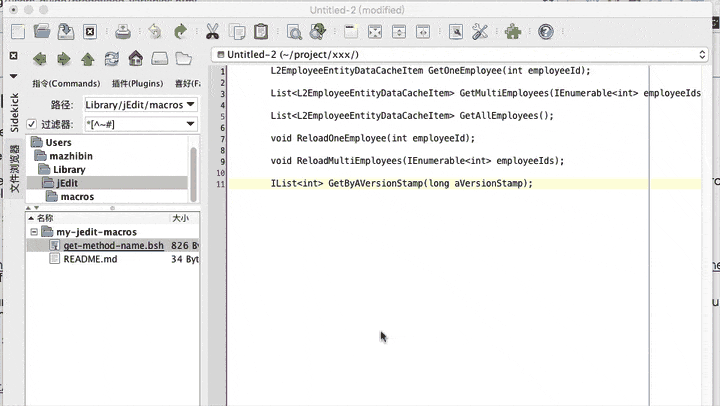 Untitled-2 (modified)
Untitled-2 (~/project/xxx/)
指令(Commands) 插件(Plugins) 喜好(Fa
路径: Library/jEdit/macros
过滤器: *[^~#]
Sidekick
文件浏览器
Users
mazhibin
Library
jEdit
macros
名称 大小
my-jedit-macros
get-method-name.bsh 826 By
README.md 34 Byt
1 L2EmployeeEntityDataCacheItem GetOneEmployee(int employeeId);
2
3 List<L2EmployeeEntityDataCacheItem> GetMultiEmployees(IEnumerable<int> employeeIds
4
5 List<L2EmployeeEntityDataCacheItem> GetAllEmployees();
6
7 void ReloadOneEmployee(int employeeId);
8
9 void ReloadMultiEmployees(IEnumerable<int> employeeIds);
10
11 IList<int> GetByAVersionStamp(long aVersionStamp);